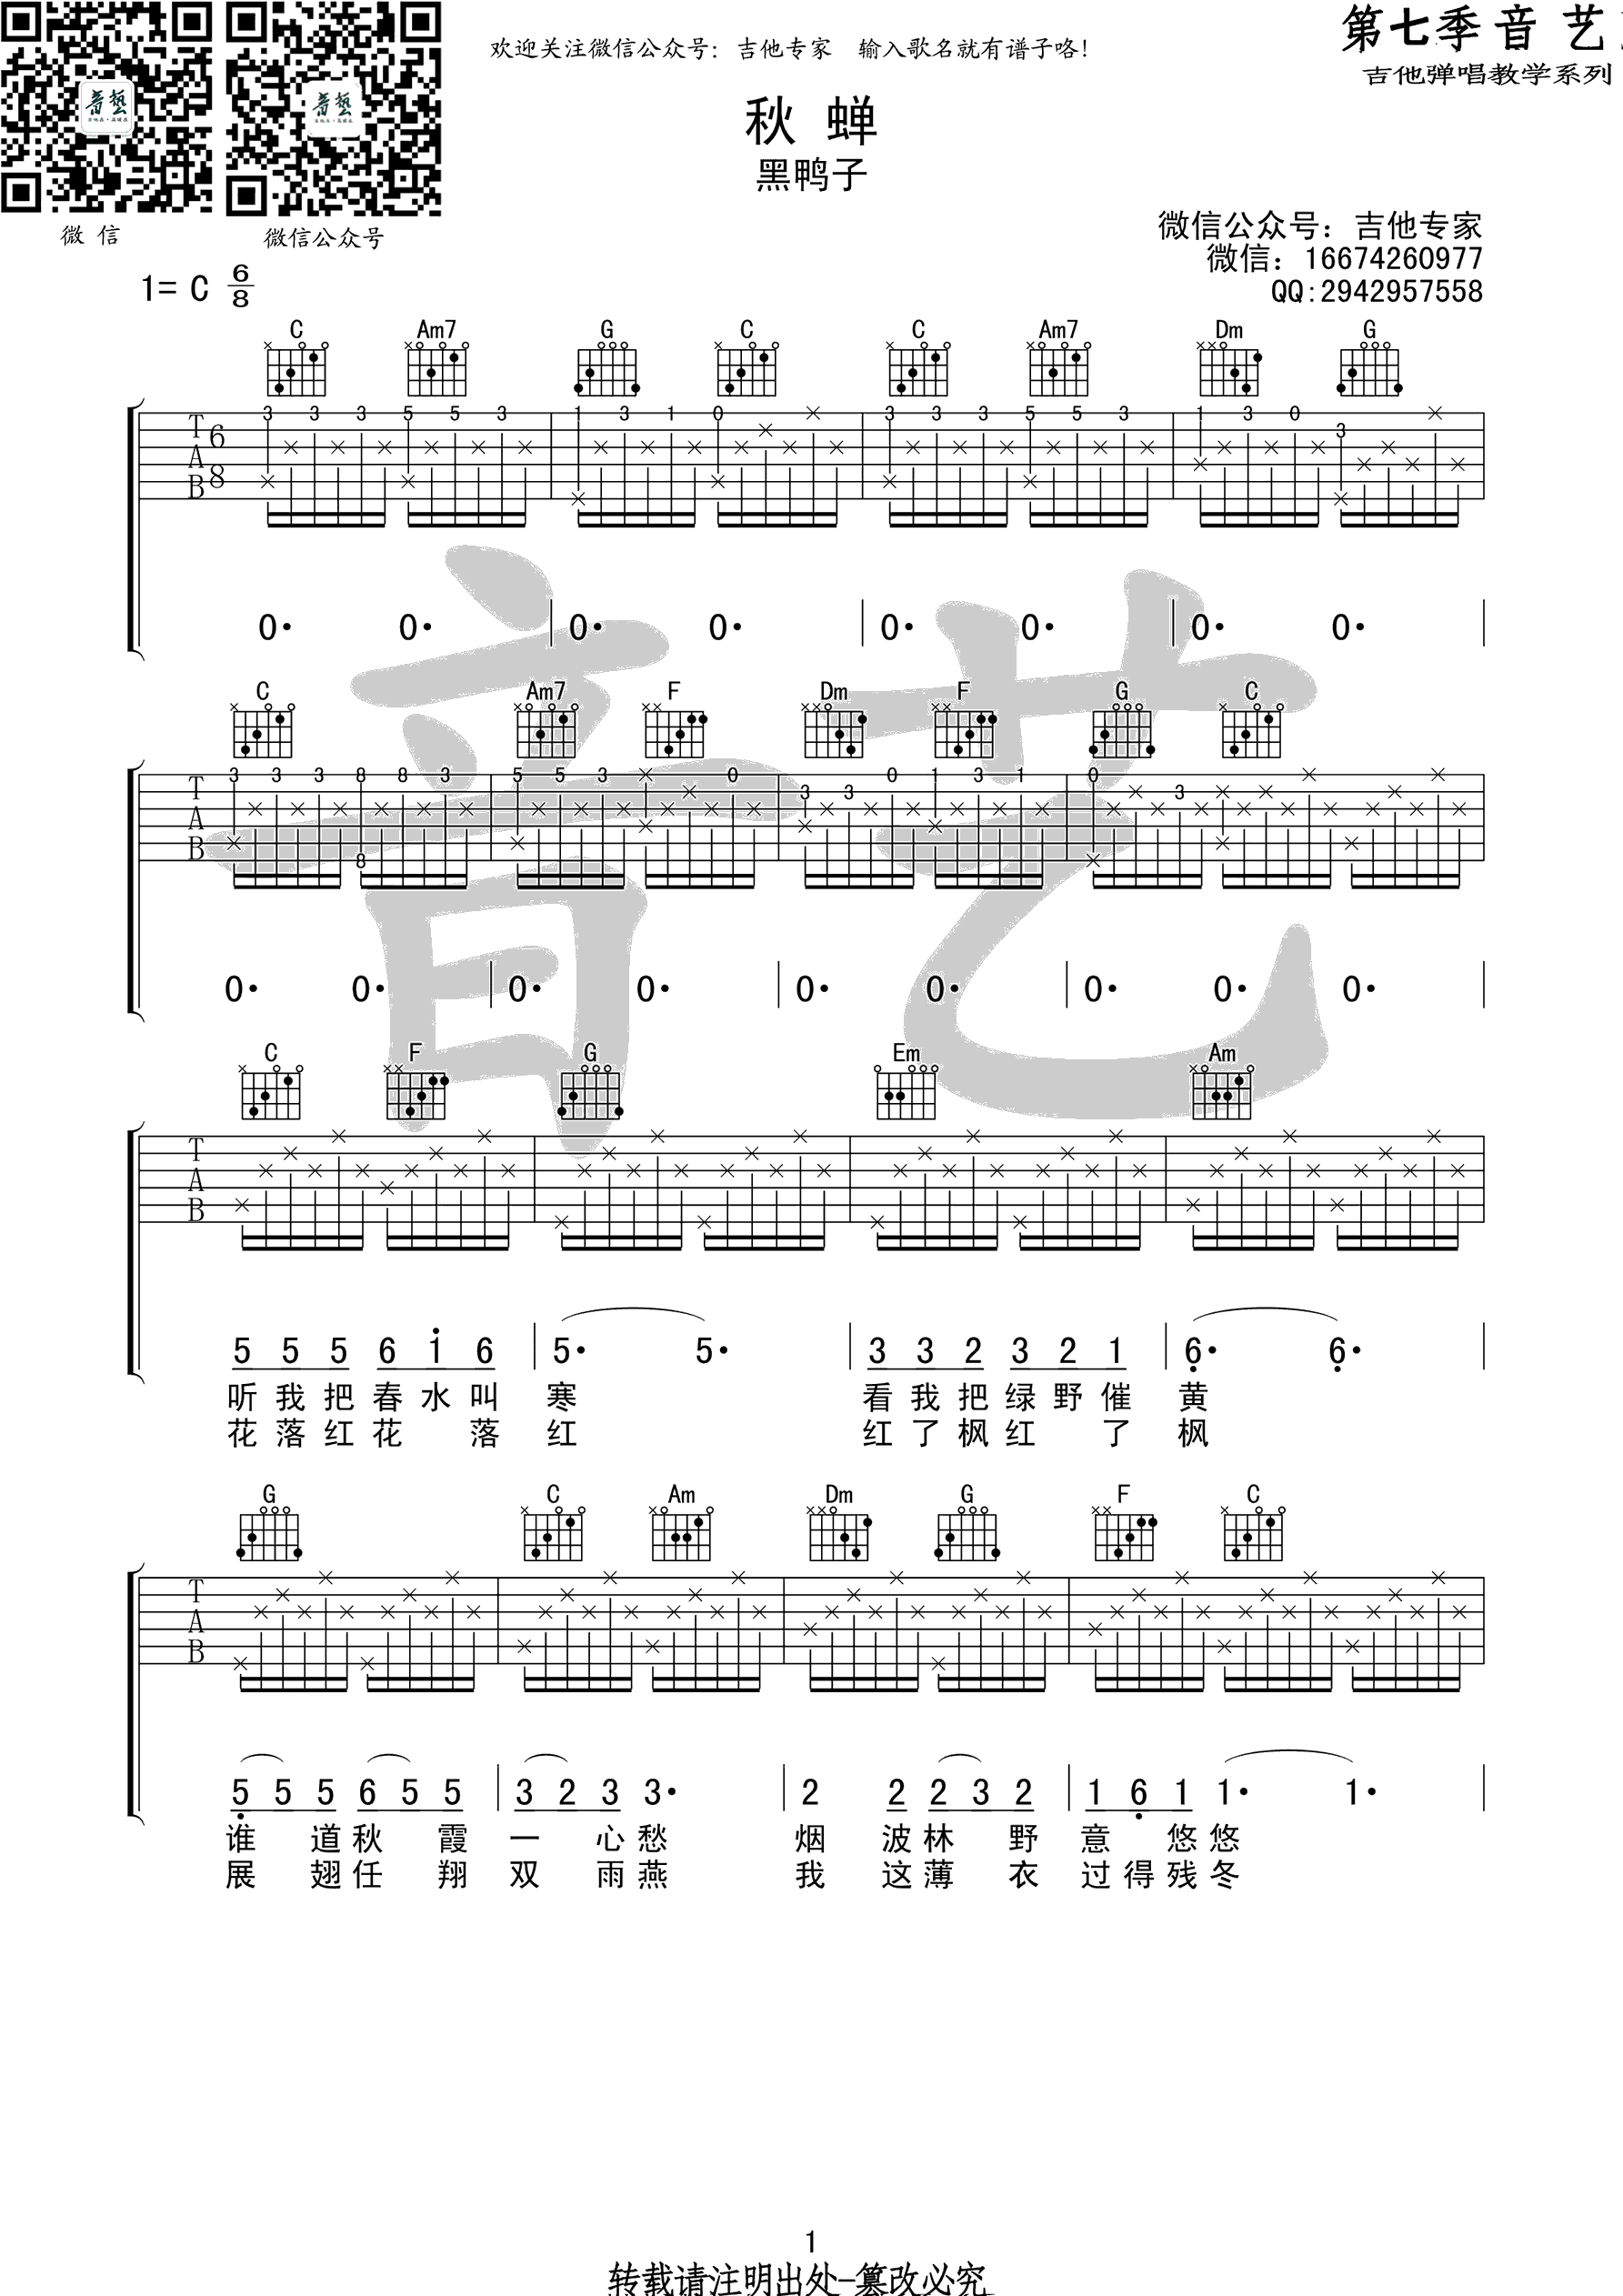 欢迎关注微信公众号：吉他专家　输入歌名就有谱子咯！
第七季音 艺
吉他弹唱教学系列
音藝
音藝
微 信
微信公众号
秋 蝉
黑鸭子
微信公众号：吉他专家
微信：16674260977
QQ:2942957558
1= C 6/8
C Am7 G C C Am7 Dm G
3 3 3 5 5 3 1 3 1 0 3 3 3 5 5 3 1 3 0 3
T A B 6 8
0· 0· 0· 0· 0· 0· 0· 0·
C Am7 F Dm F G C
3 3 3 8 8 3 5 5 3 0 3 3 0 1 3 1 0 3
8
T A B
0· 0· 0· 0· 0· 0· 0· 0· 0·
音艺
C F G Em Am
T A B
5 5 5 6 1 6 5· 5· 3 3 2 3 2 1 6· 6·
听 我 把 春 水 叫 寒 看 我 把 绿 野 催 黄
花 落 红 花 落 红 红 了 枫 红 了 枫
G C Am Dm G F C
T A B
5 5 5 6 5 5 3 2 3 3· 2 2 2 3 2 1 6 1 1· 1·
谁 道 秋 霞 一 心 愁 烟 波 林 野 意 悠 悠
展 翅 任 翔 双 雨 燕 我 这 薄 衣 过 得 残 冬
1
转载请注明出处-篡改必究